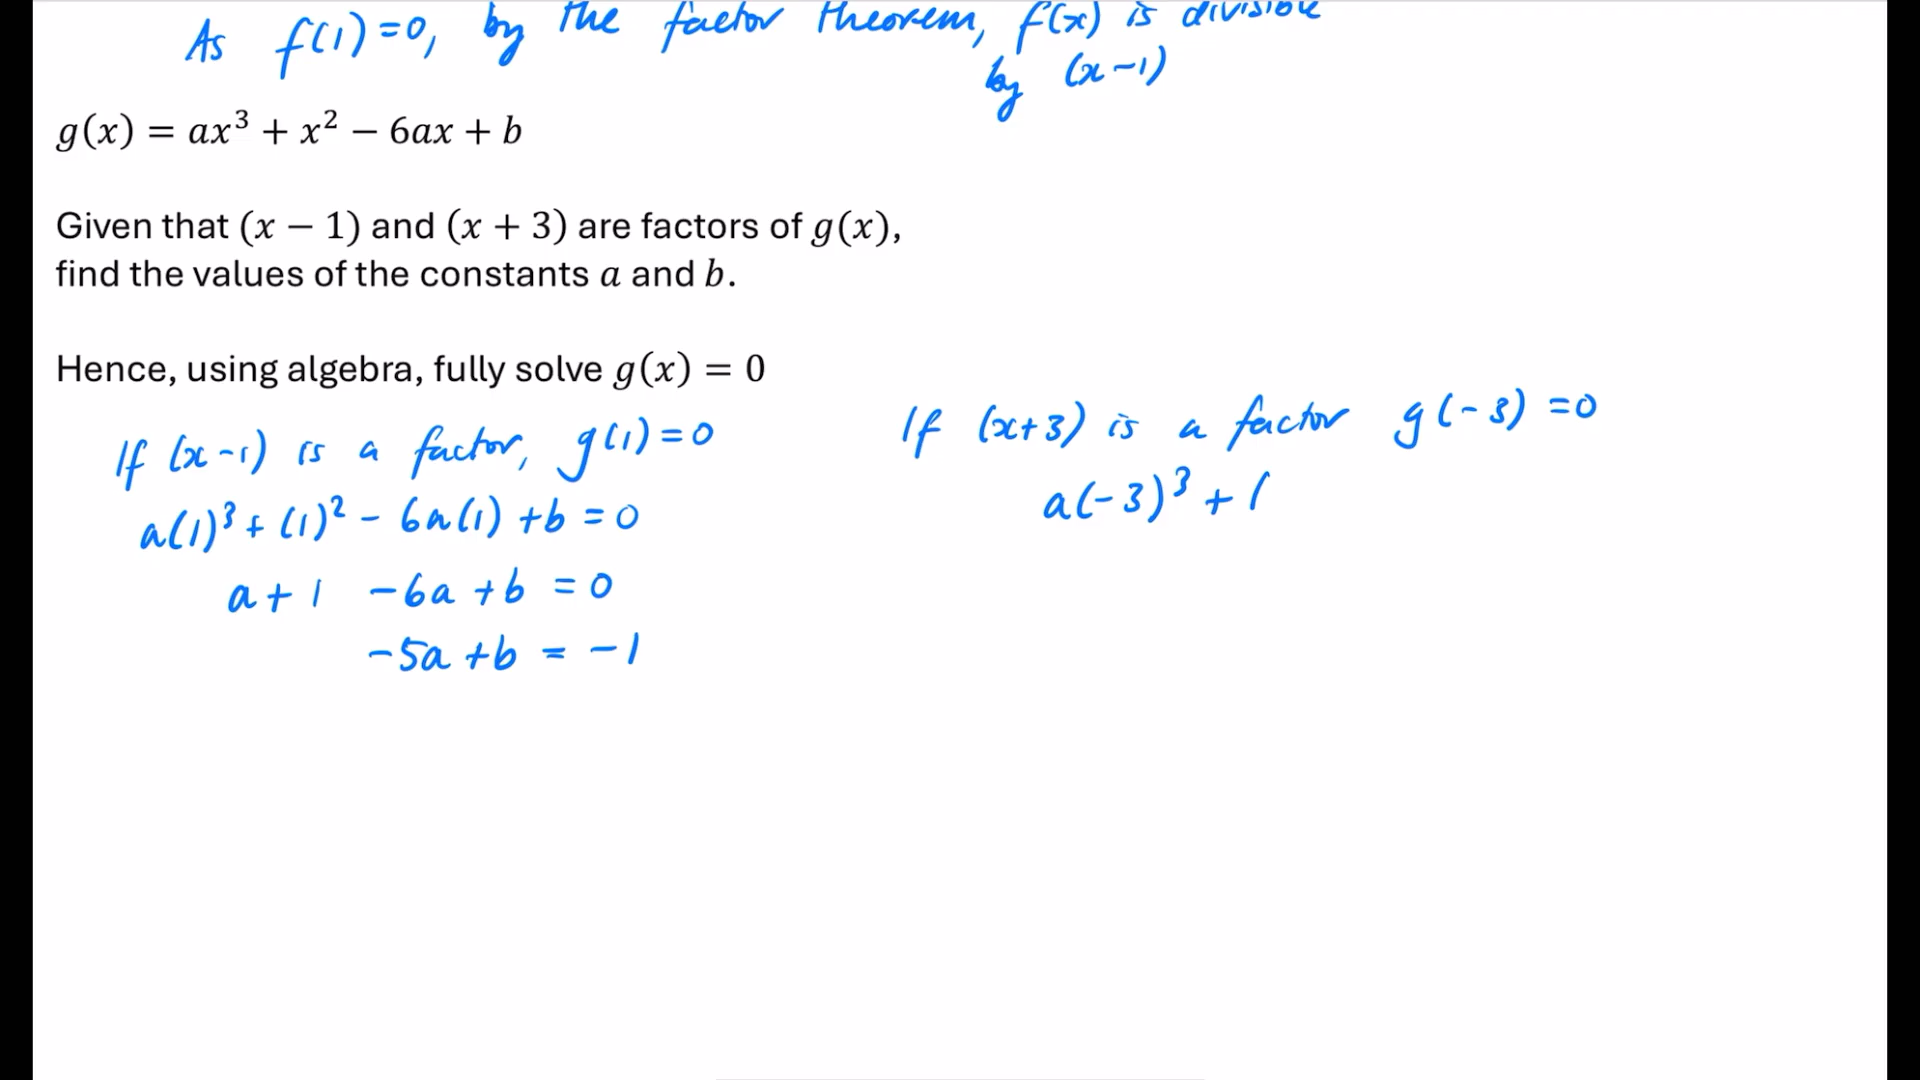 As f(1)=0, by the factor theorem, f(x) is divisible
by (x-1)
g(x) = ax³ + x² − 6ax + b
Given that (x − 1) and (x + 3) are factors of g(x),
find the values of the constants a and b.
Hence, using algebra, fully solve g(x) = 0
If (x-1) is a factor, g(1)=0
a(1)³ + (1)² - 6a(1) +b = 0
a + 1 -6a +b = 0
-5a +b = -1
If (x+3) is a factor g(-3) =0
a(-3)³ + (